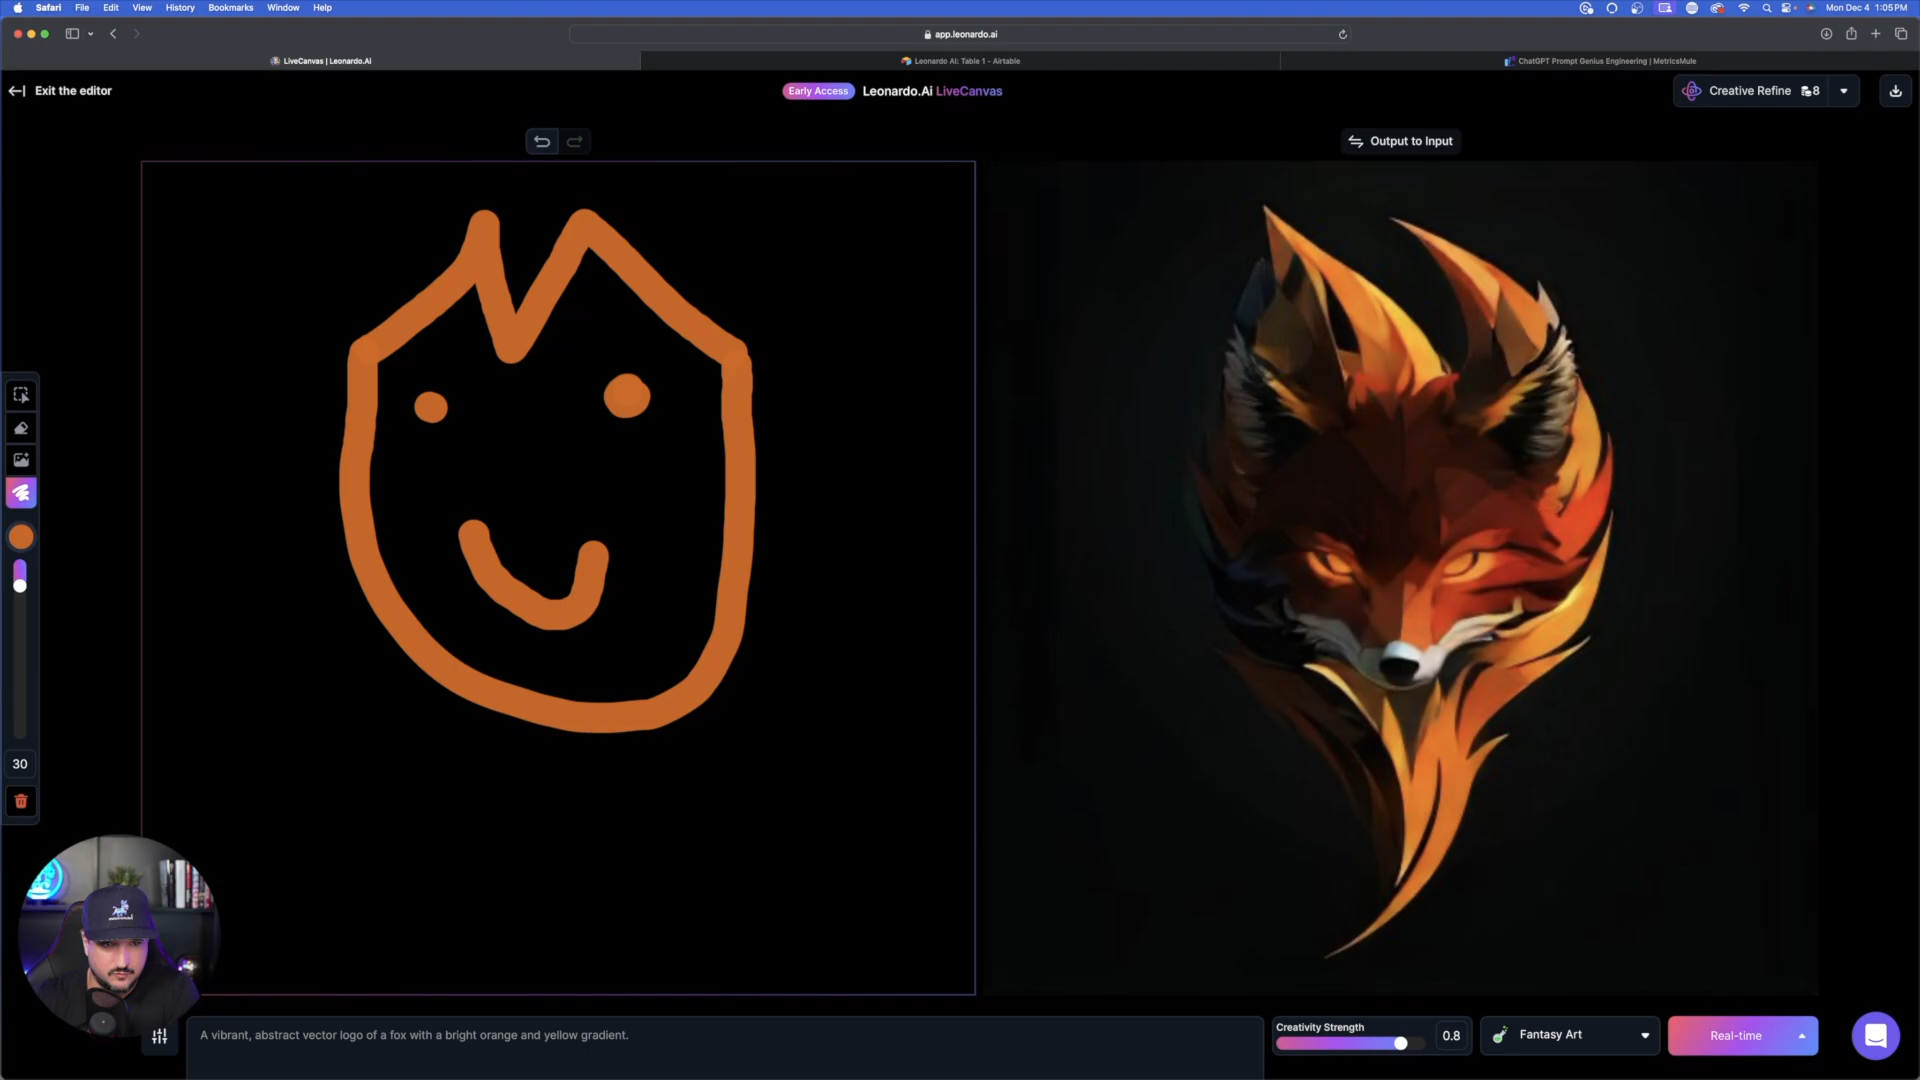 Safari File Edit View History Bookmarks Window Help Mon Dec 4 1:05 PM
app.leonardo.ai
LiveCanvas | Leonardo.Ai Leonardo AI: Table 1 - Airtable ChatGPT Prompt Genius Engineering | MetricsMule
Exit the editor Early Access Leonardo.Ai LiveCanvas Creative Refine 8
Output to Input
30
A vibrant, abstract vector logo of a fox with a bright orange and yellow gradient.
Creativity Strength
0.8
Fantasy Art
Real-time